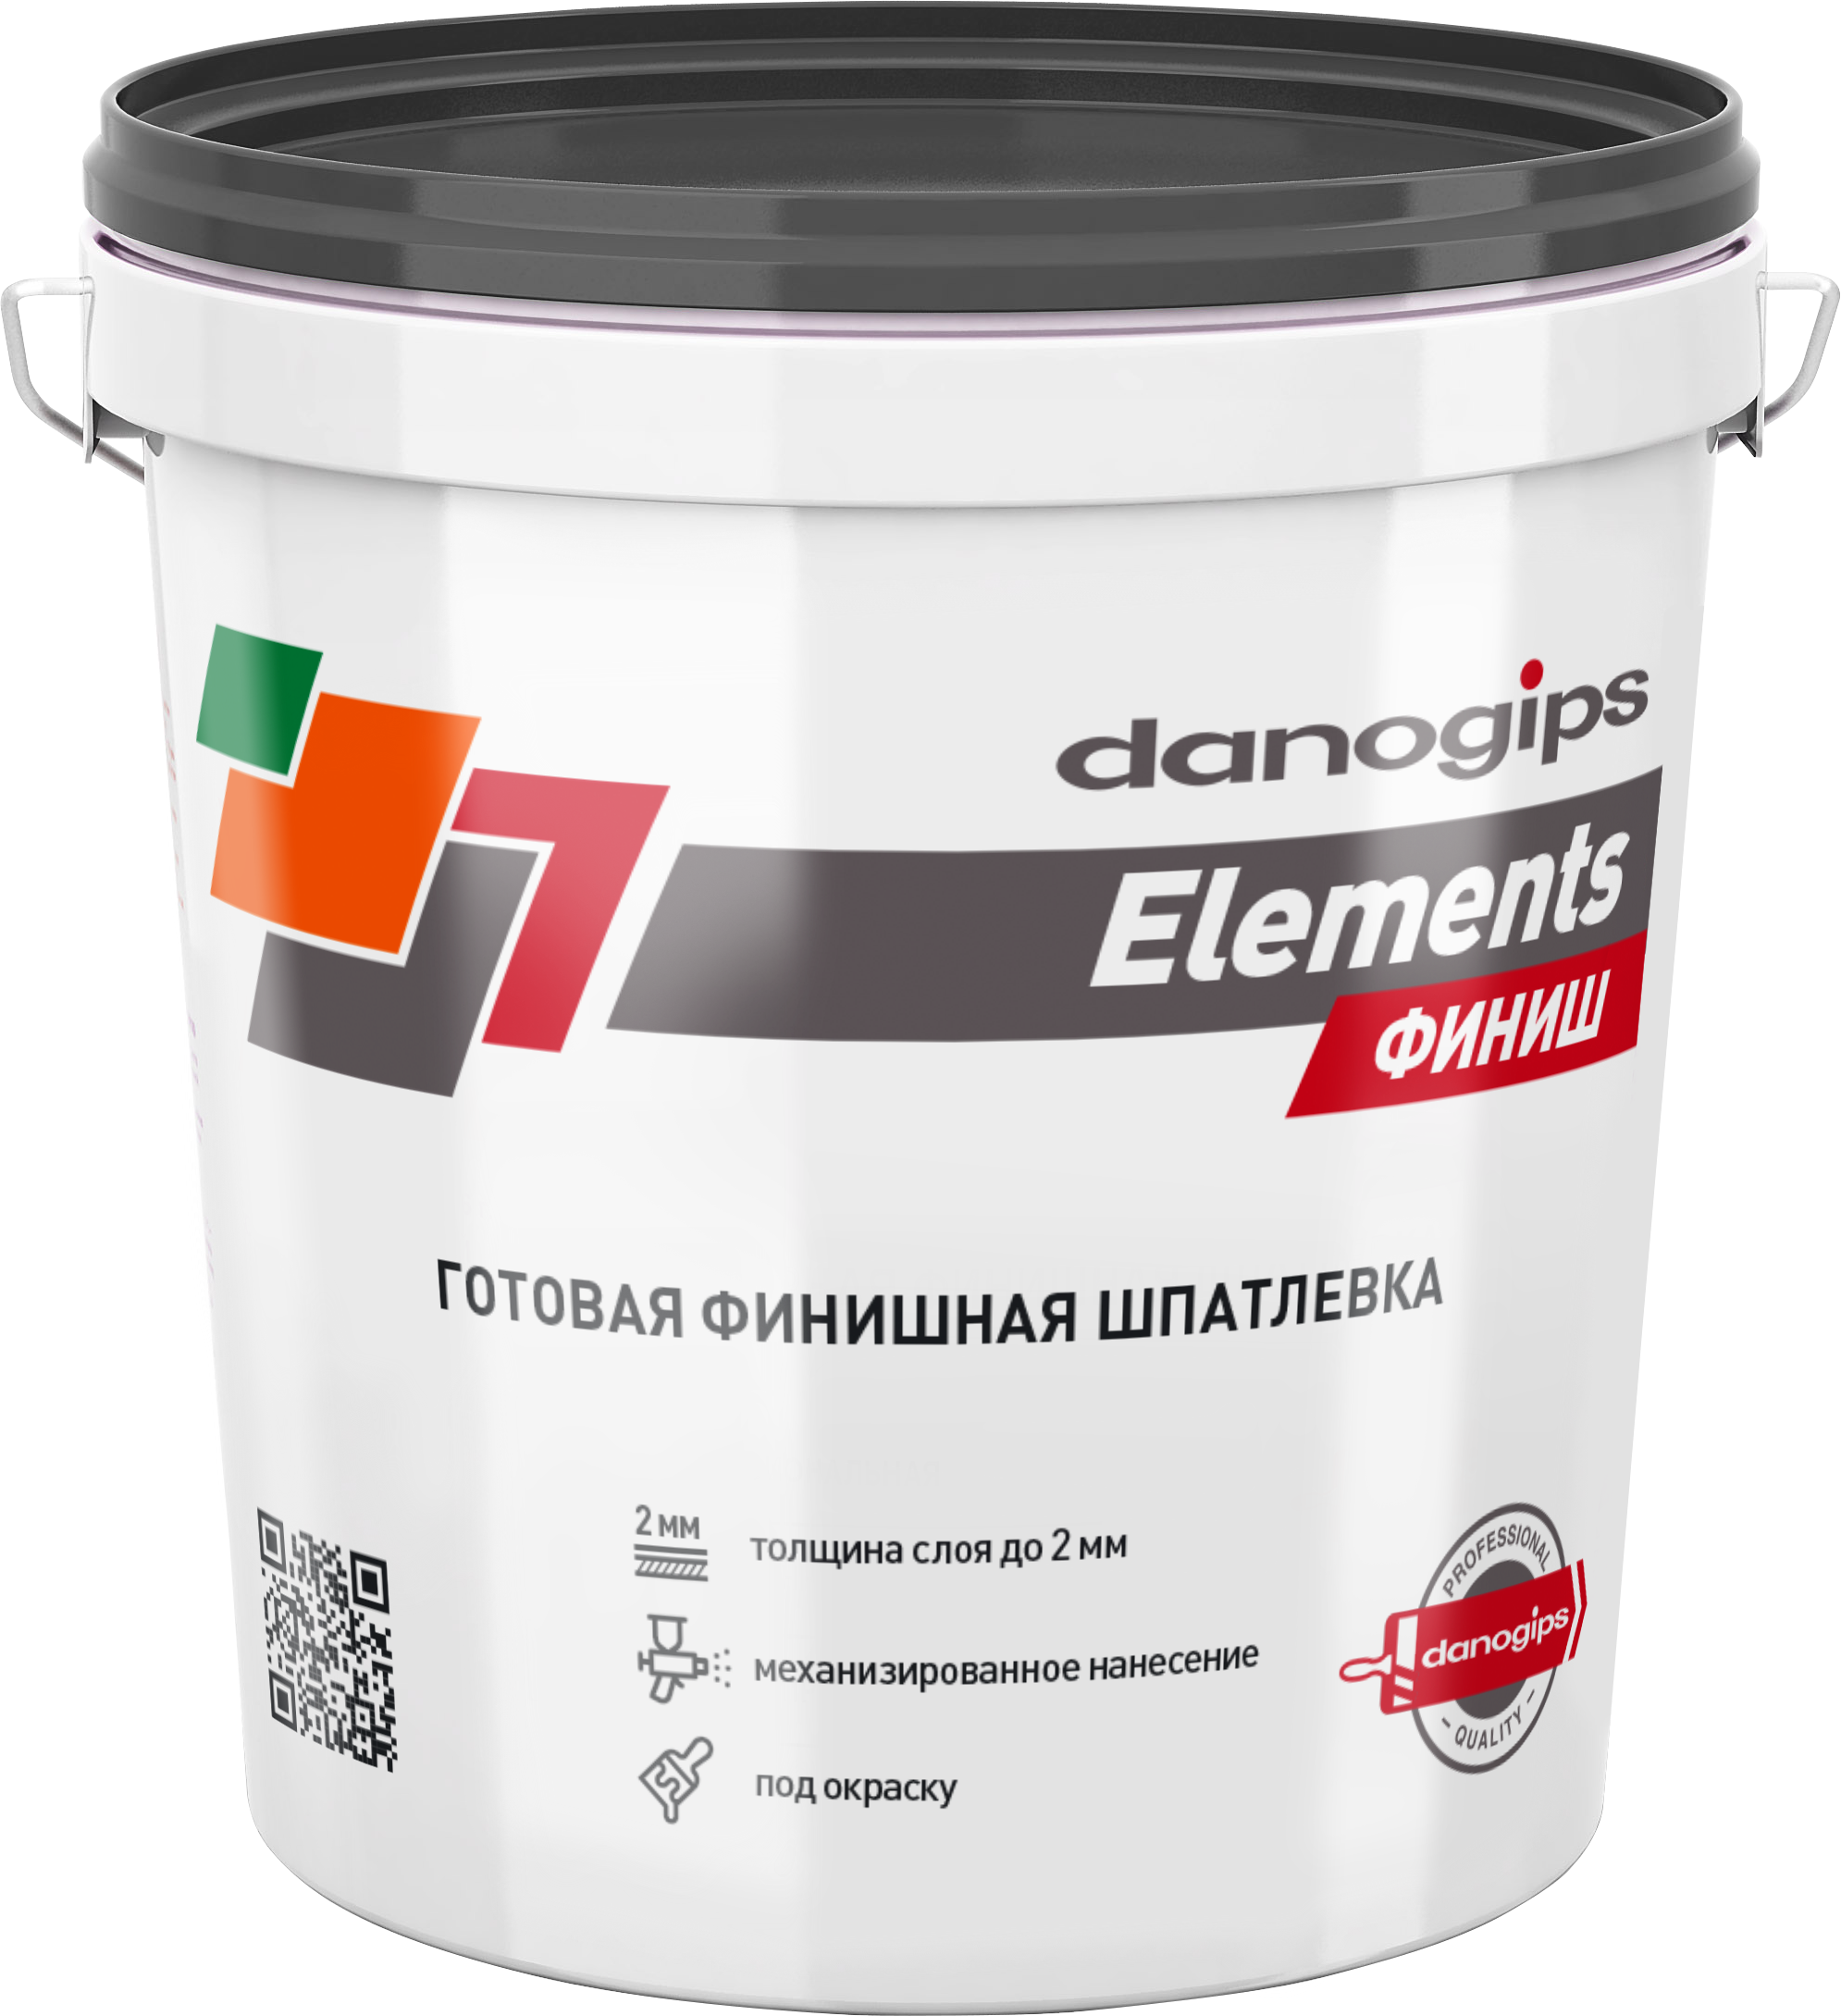 danogips
Elements
ФИНИШ
ГОТОВАЯ ФИНИШНАЯ ШПАТЛЕВКА
2 мм
толщина слоя до 2 мм
механизированное нанесение
под окраску
PROFESSIONAL
danogips
- QUALITY -